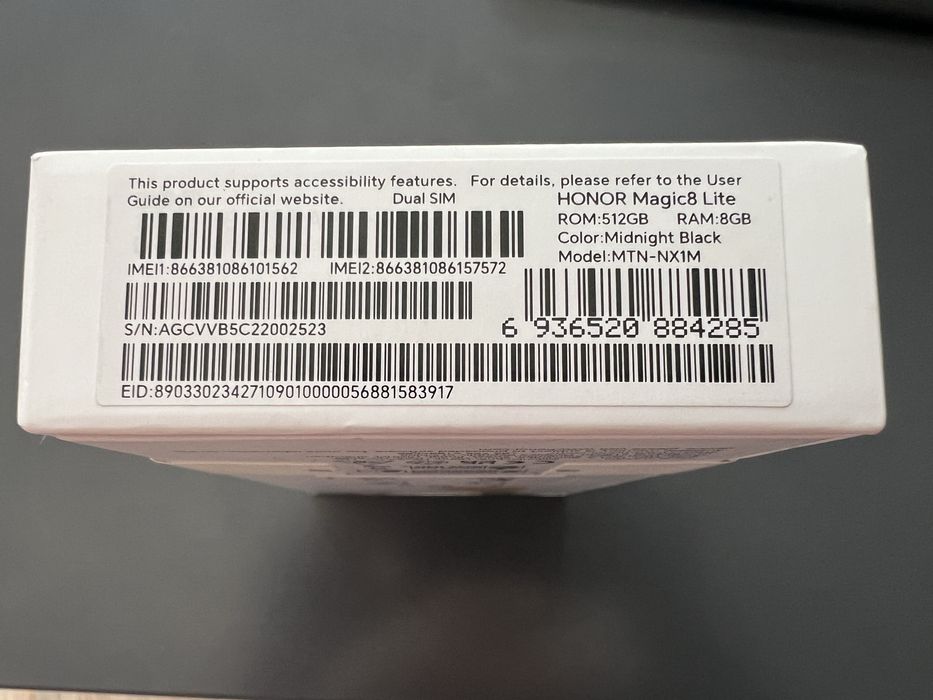 This product supports accessibility features. For details, please refer to the User
Guide on our official website. Dual SIM
HONOR Magic8 Lite
ROM:512GB RAM:8GB
Color:Midnight Black
Model:MTN-NX1M
IMEI1:866381086101562 IMEI2:866381086157572
S/N:AGCVVB5C22002523
6 936520 884285
EID:89033023427109010000056881583917